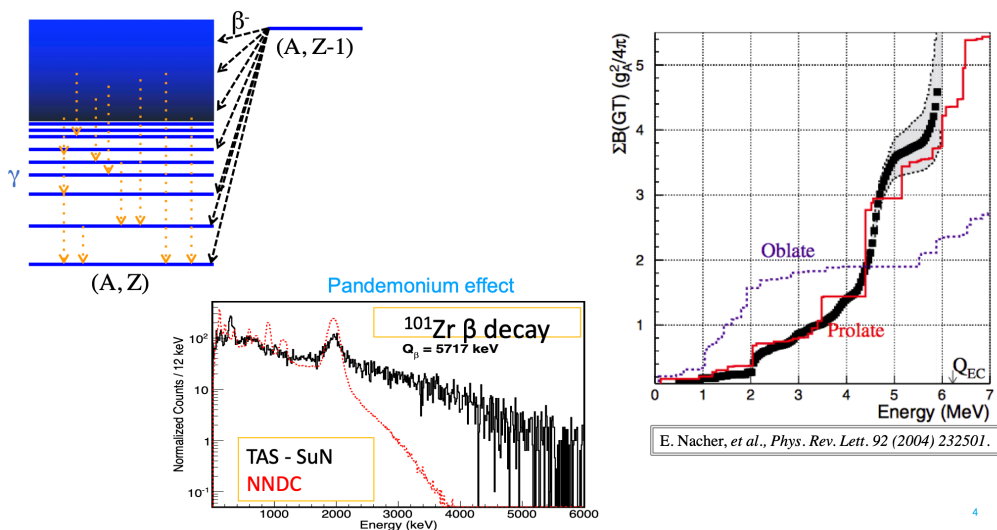 β-
(A, Z-1)
γ
(A, Z)
Pandemonium effect
101Zr β decay
Qβ = 5717 keV
TAS - SuN
NNDC
Normalized Counts / 12 keV
10²
10
1
10⁻¹
1000 2000 3000 4000 5000 6000
Energy (keV)
ΣB(GT) (g²A/4π)
5
4
3
2
1
Oblate
Prolate
QEC
0 1 2 3 4 5 6 7
Energy (MeV)
E. Nacher, et al., Phys. Rev. Lett. 92 (2004) 232501.
4